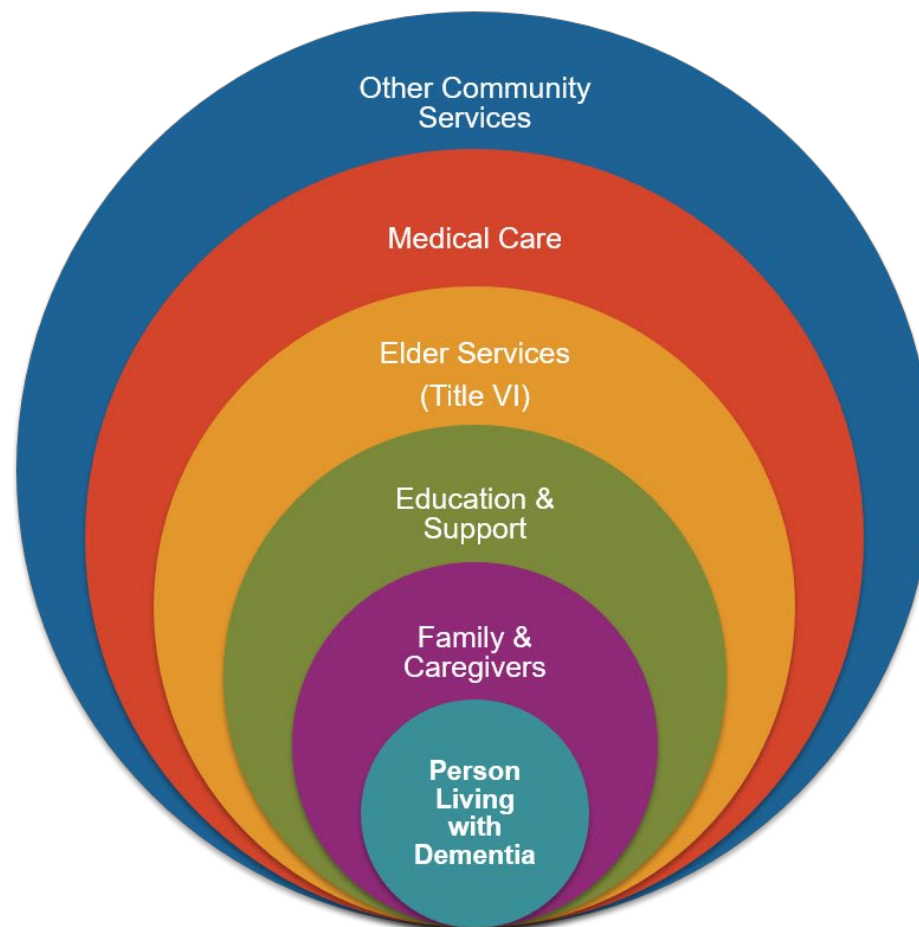 Other Community
Services
Medical Care
Elder Services
(Title VI)
Education &
Support
Family &
Caregivers
Person
Living
with
Dementia